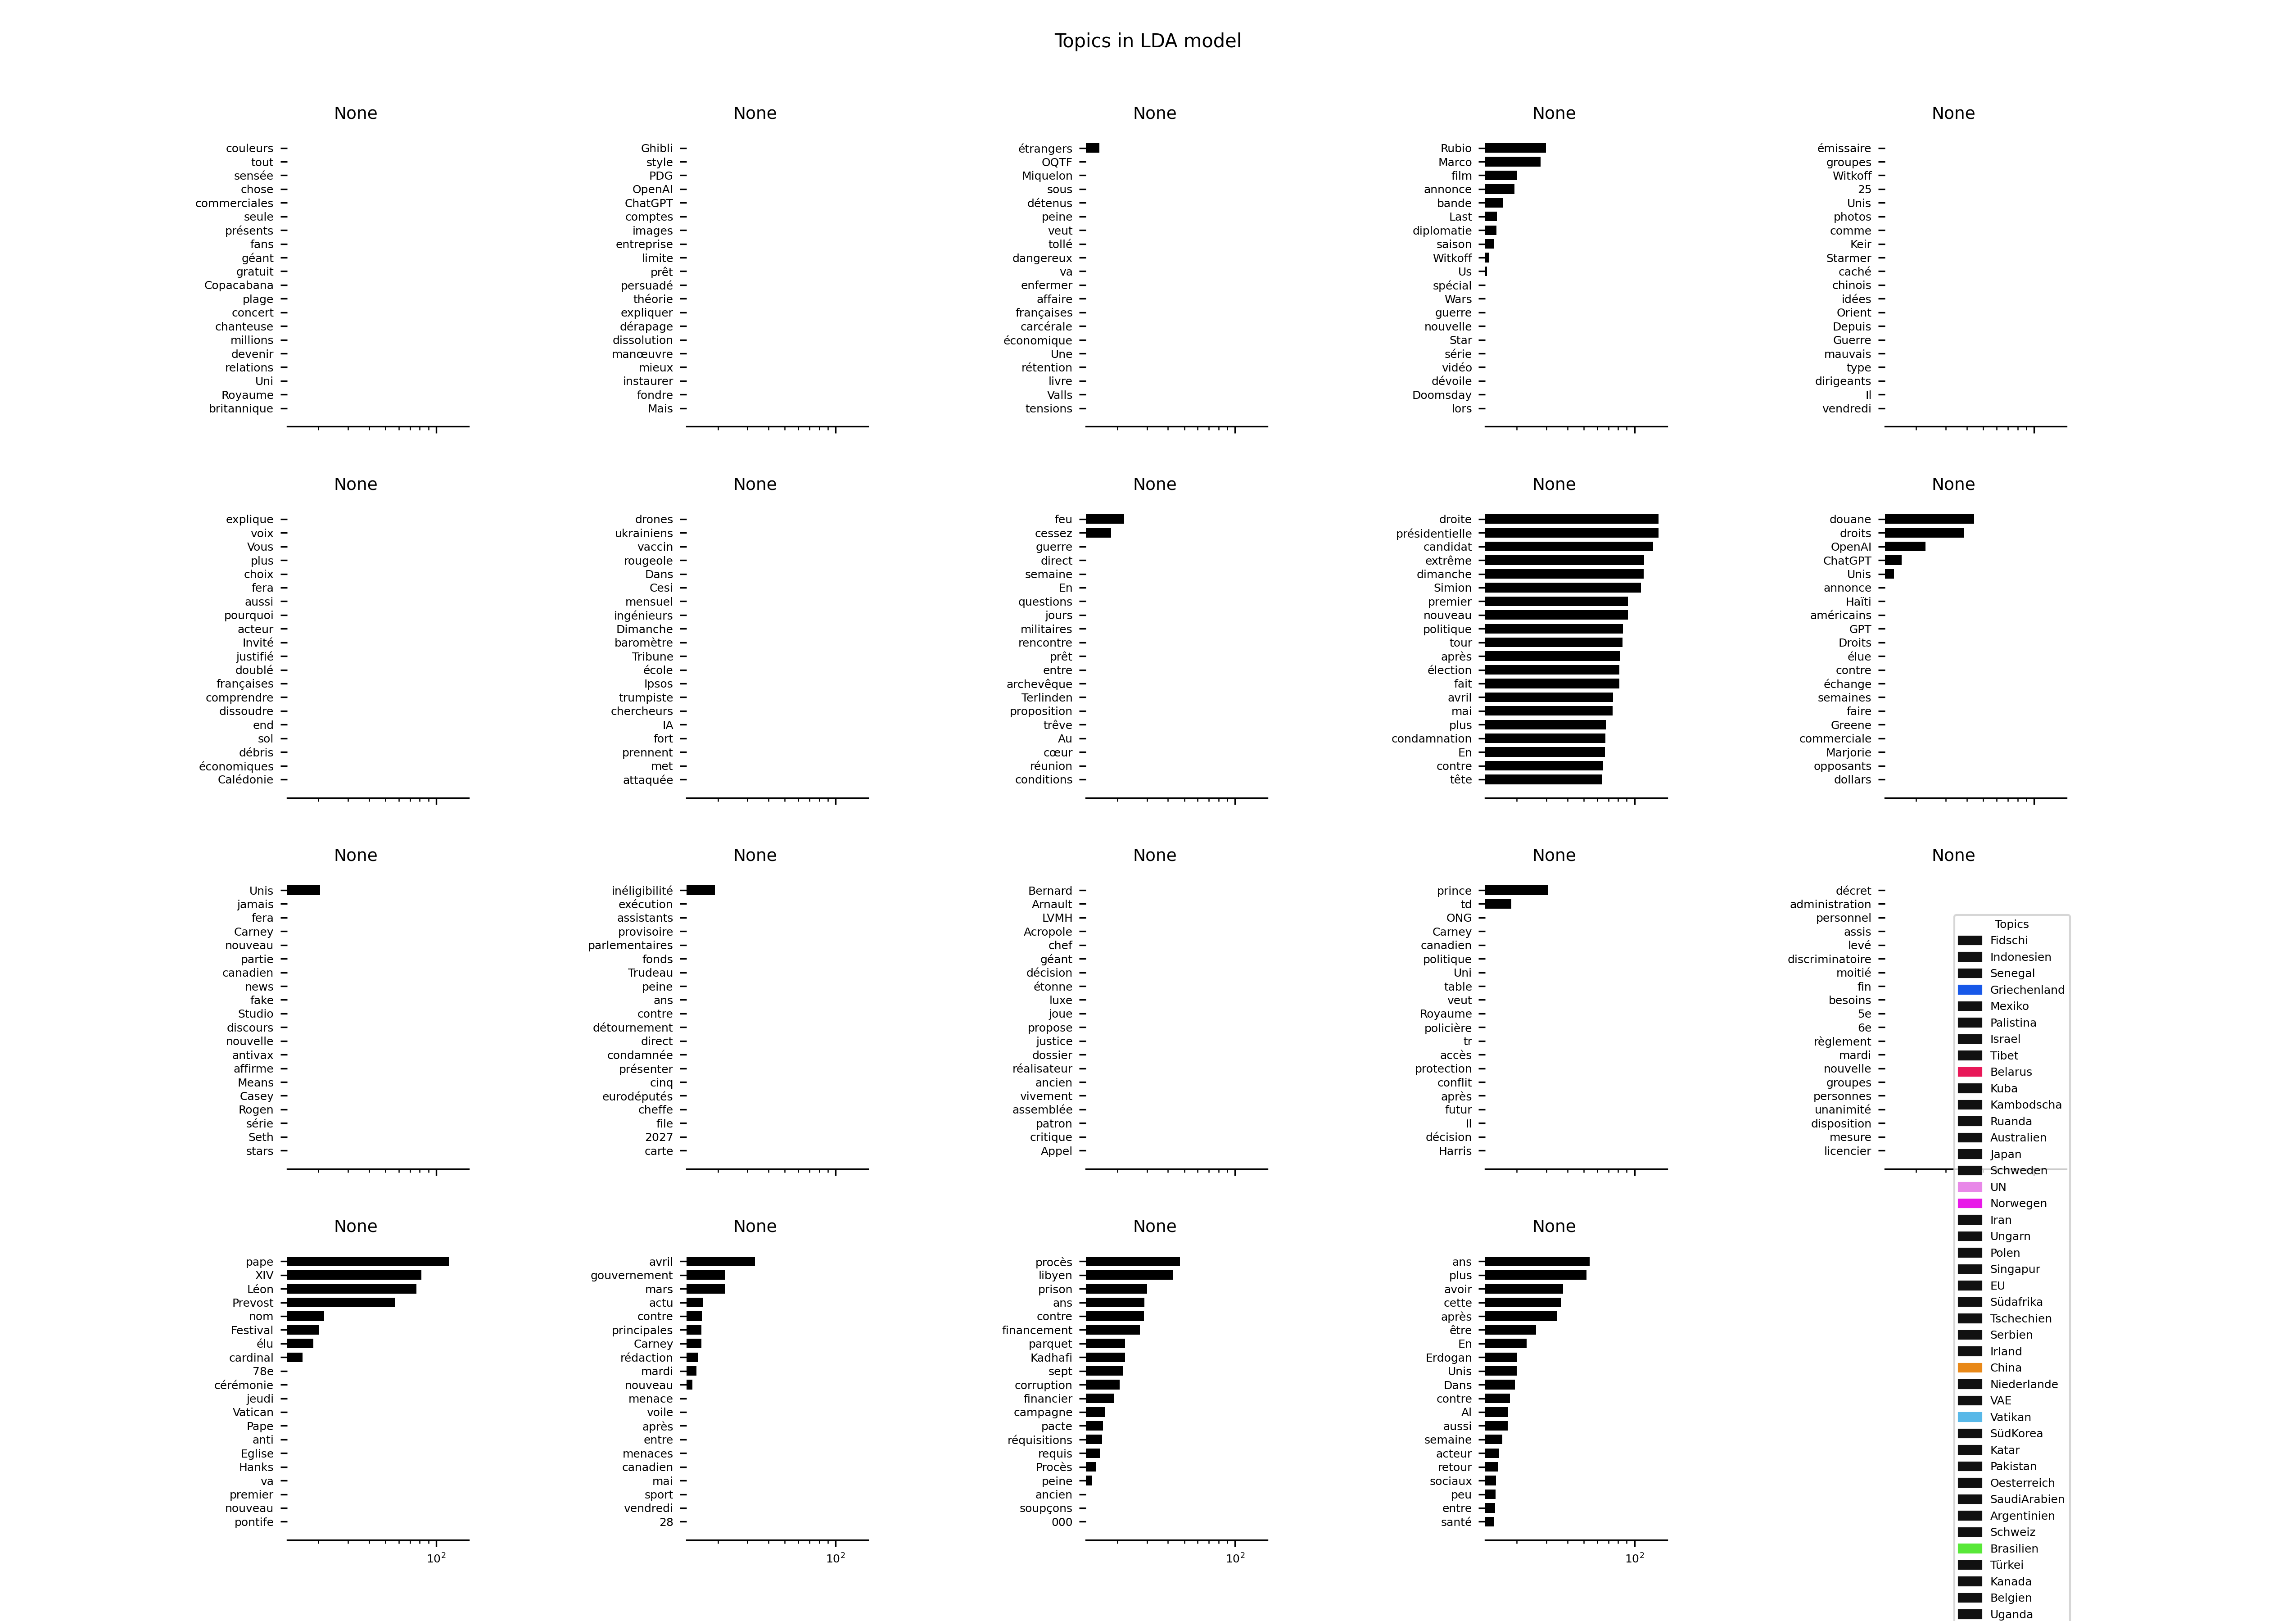 Topics in LDA model
None
couleurs
tout
sensée
chose
commerciales
seule
présents
fans
géant
gratuit
Copacabana
plage
concert
chanteuse
millions
devenir
relations
Uni
Royaume
britannique
None
Ghibli
style
PDG
OpenAI
ChatGPT
comptes
images
entreprise
limite
prêt
persuadé
théorie
expliquer
dérapage
dissolution
manœuvre
mieux
instaurer
fondre
Mais
None
étrangers
OQTF
Miquelon
sous
détenus
peine
veut
tollé
dangereux
va
enfermer
affaire
françaises
carcérale
économique
Une
rétention
livre
Valls
tensions
None
Rubio
Marco
film
annonce
bande
Last
diplomatie
saison
Witkoff
Us
spécial
Wars
guerre
nouvelle
Star
série
vidéo
dévoile
Doomsday
lors
None
émissaire
groupes
Witkoff
25
Unis
photos
comme
Keir
Starmer
caché
chinois
idées
Orient
Depuis
Guerre
mauvais
type
dirigeants
Il
vendredi
None
explique
voix
Vous
plus
choix
fera
aussi
pourquoi
acteur
Invité
justifié
doublé
françaises
comprendre
dissoudre
end
sol
débris
économiques
Calédonie
None
drones
ukrainiens
vaccin
rougeole
Dans
Cesi
mensuel
ingénieurs
Dimanche
baromètre
Tribune
école
Ipsos
trumpiste
chercheurs
IA
fort
prennent
met
attaquée
None
feu
cessez
guerre
direct
semaine
En
questions
jours
militaires
rencontre
prêt
entre
archevêque
Terlinden
proposition
trêve
Au
cœur
réunion
conditions
None
droite
présidentielle
candidat
extrême
dimanche
Simion
premier
nouveau
politique
tour
après
élection
fait
avril
mai
plus
condamnation
En
contre
tête
None
douane
droits
OpenAI
ChatGPT
Unis
annonce
Haïti
américains
GPT
Droits
élue
contre
échange
semaines
faire
Greene
commerciale
Marjorie
opposants
dollars
None
Unis
jamais
fera
Carney
nouveau
partie
canadien
news
fake
Studio
discours
nouvelle
antivax
affirme
Means
Casey
Rogen
série
Seth
stars
None
inéligibilité
exécution
assistants
provisoire
parlementaires
fonds
Trudeau
peine
ans
contre
détournement
direct
condamnée
présenter
cinq
eurodéputés
cheffe
file
2027
carte
None
Bernard
Arnault
LVMH
Acropole
chef
géant
décision
étonne
luxe
joue
propose
justice
dossier
réalisateur
ancien
vivement
assemblée
patron
critique
Appel
None
prince
td
ONG
Carney
canadien
politique
Uni
table
veut
Royaume
policière
tr
accès
protection
conflit
après
futur
Il
décision
Harris
None
décret
administration
personnel
assis
levé
discriminatoire
moitié
fin
besoins
5e
6e
règlement
mardi
nouvelle
groupes
personnes
unanimité
disposition
mesure
licencier
None
pape
XIV
Léon
Prevost
nom
Festival
élu
cardinal
78e
cérémonie
jeudi
Vatican
Pape
anti
Eglise
Hanks
va
premier
nouveau
pontife
10²
None
avril
gouvernement
mars
actu
contre
principales
Carney
rédaction
mardi
nouveau
menace
voile
après
entre
menaces
canadien
mai
sport
vendredi
28
10²
None
procès
libyen
prison
ans
contre
financement
parquet
Kadhafi
sept
corruption
financier
campagne
pacte
réquisitions
requis
Procès
peine
ancien
soupçons
000
10²
None
ans
plus
avoir
cette
après
être
En
Erdogan
Unis
Dans
contre
Al
aussi
semaine
acteur
retour
sociaux
peu
entre
santé
10²
Topics
Fidschi
Indonesien
Senegal
Griechenland
Mexiko
Palistina
Israel
Tibet
Belarus
Kuba
Kambodscha
Ruanda
Australien
Japan
Schweden
UN
Norwegen
Iran
Ungarn
Polen
Singapur
EU
Südafrika
Tschechien
Serbien
Irland
China
Niederlande
VAE
Vatikan
SüdKorea
Katar
Pakistan
Oesterreich
SaudiArabien
Argentinien
Schweiz
Brasilien
Türkei
Kanada
Belgien
Uganda